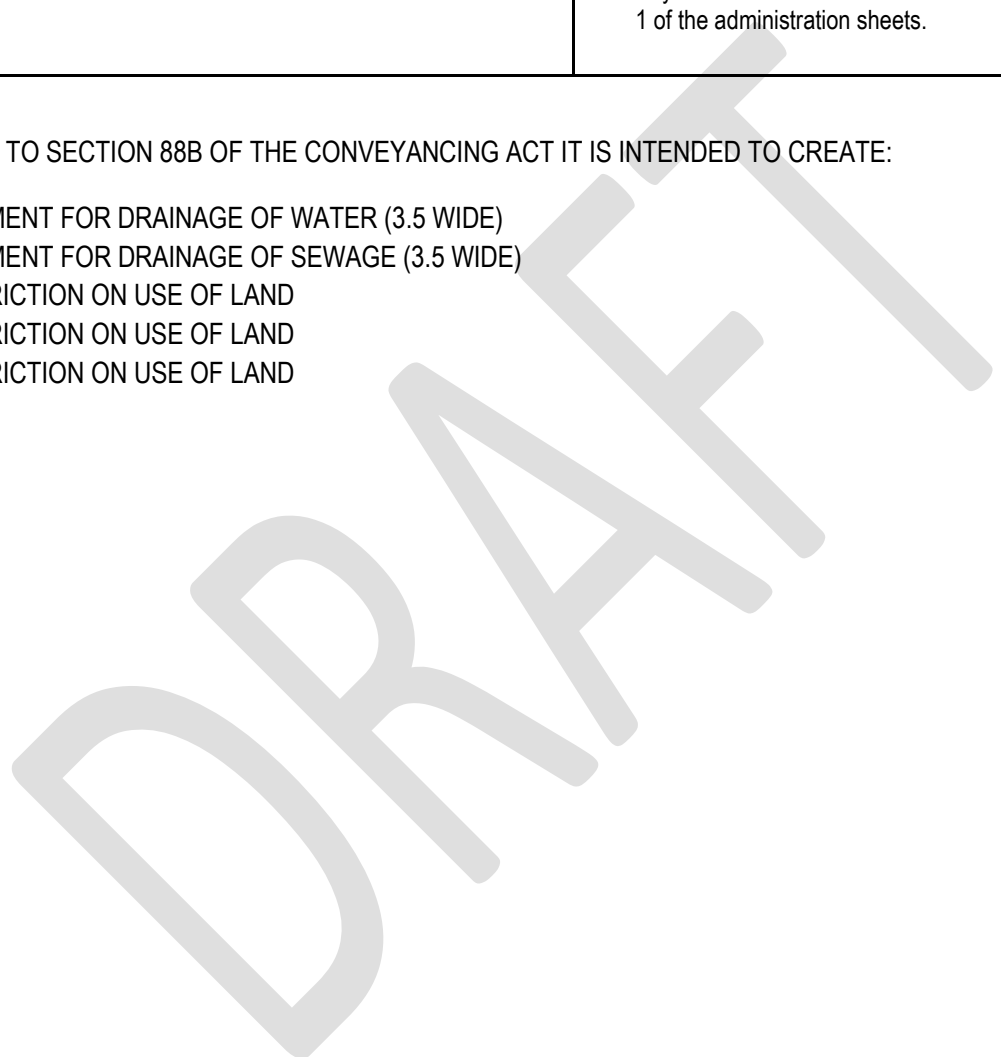 1 of the administration sheets.
TO SECTION 88B OF THE CONVEYANCING ACT IT IS INTENDED TO CREATE:
MENT FOR DRAINAGE OF WATER (3.5 WIDE)
MENT FOR DRAINAGE OF SEWAGE (3.5 WIDE)
RICTION ON USE OF LAND
RICTION ON USE OF LAND
RICTION ON USE OF LAND
DRAFT